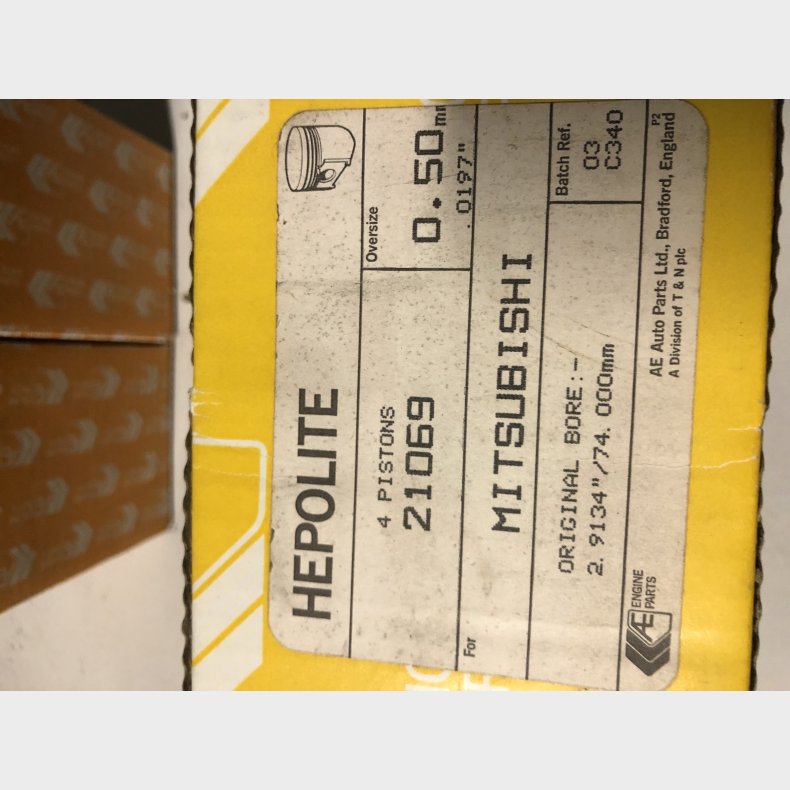 HEPOLITE
4 PISTONS
21069
Oversize
0.50mm
.0197"
For
MITSUBISHI
ORIGINAL BORE:-
2.9134"/74.000mm
Batch Ref.
03
C340
AE
ENGINE
PARTS
AE Auto Parts Ltd., Bradford, England
A Division of T & N plc
P2